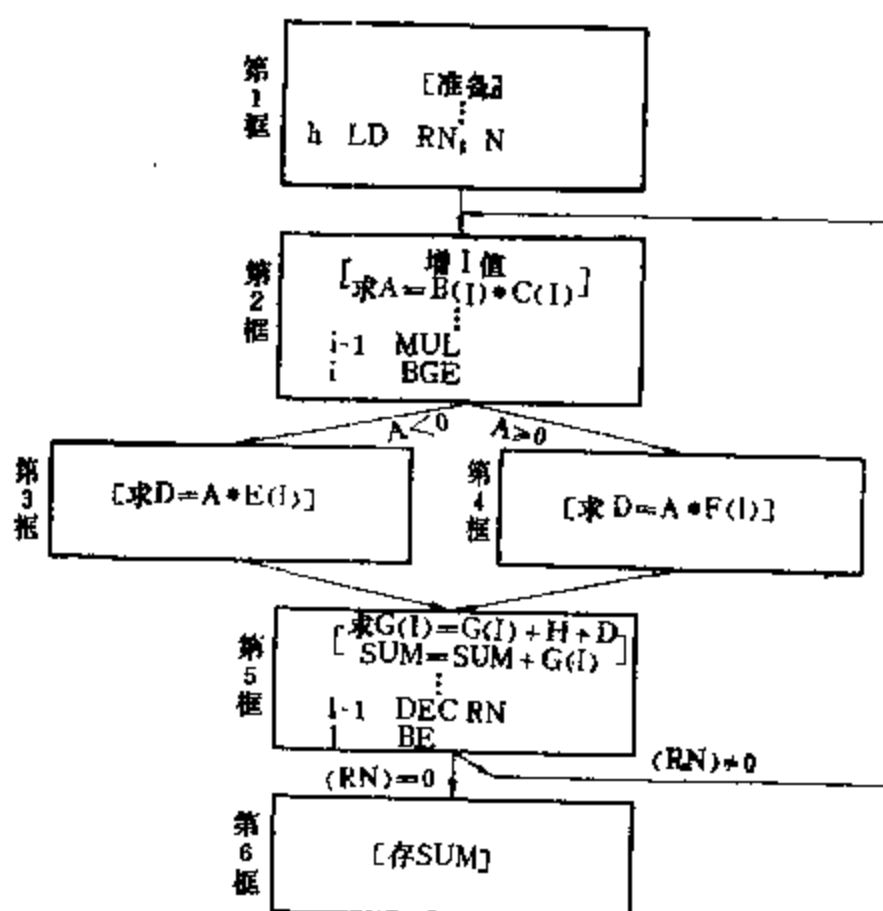 第1框
[准备]
⋮
h LD RN, N
第2框
增I值
[求A=B(I)*C(I)]
⋮
i-1 MUL
i BGE
A<0 A≥0
第3框
[求D=A*E(I)]
第4框
[求D=A*F(I)]
第5框
[求G(I)=G(I)+H+D
SUM=SUM+G(I)]
⋮
l-1 DEC RN
l BE
(RN)=0 (RN)≠0
第6框
[存SUM]